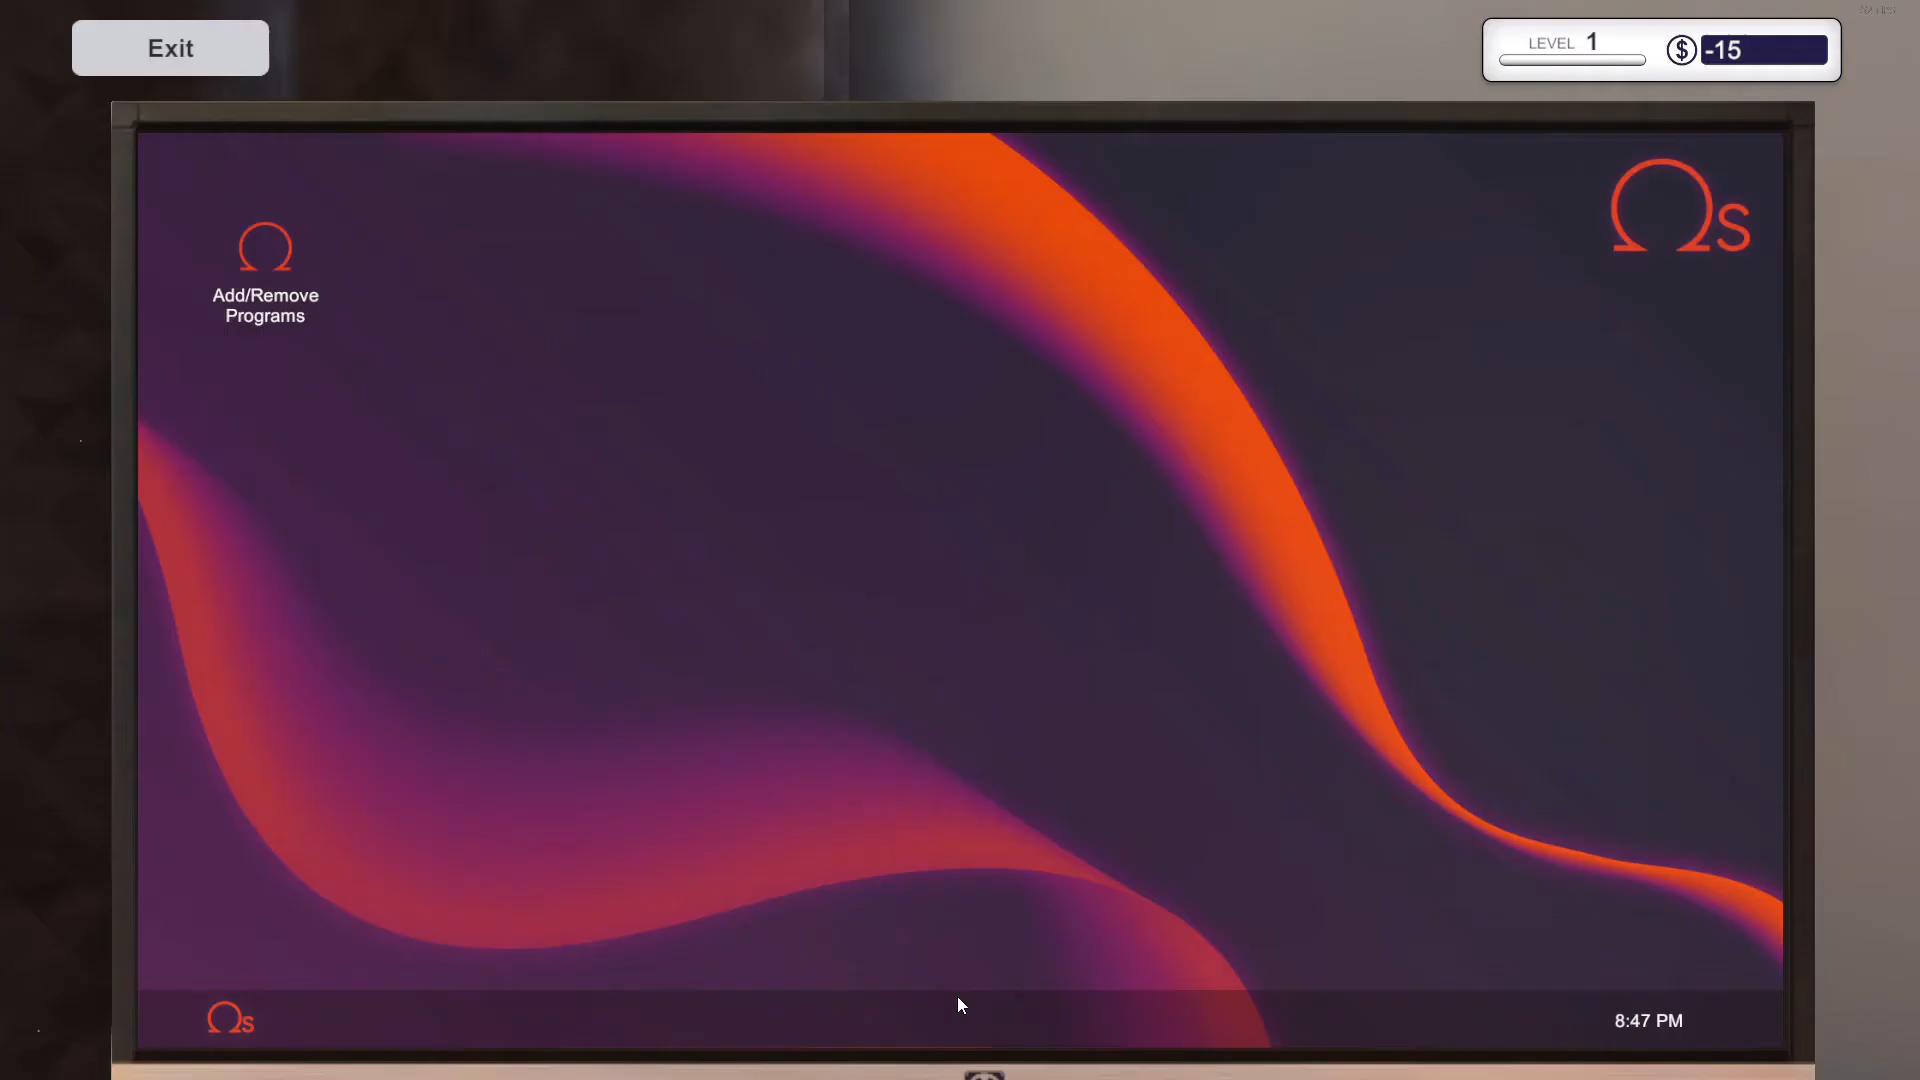 Exit
LEVEL 1
$ -15
Ωs
Add/Remove
Programs
Ωs
8:47 PM